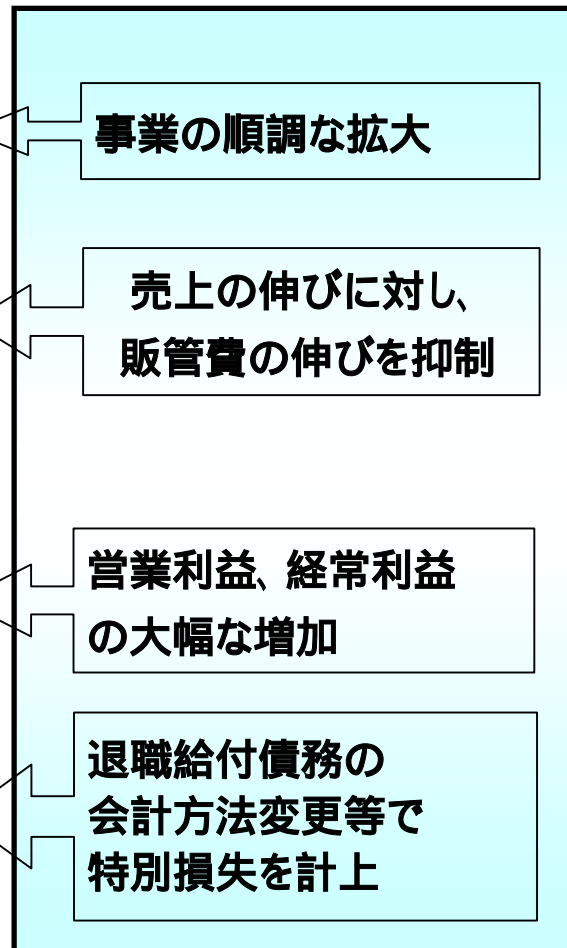 事業の順調な拡大
売上の伸びに対し、
販管費の伸びを抑制
営業利益、経常利益
の大幅な増加
退職給付債務の
会計方法変更等で
特別損失を計上